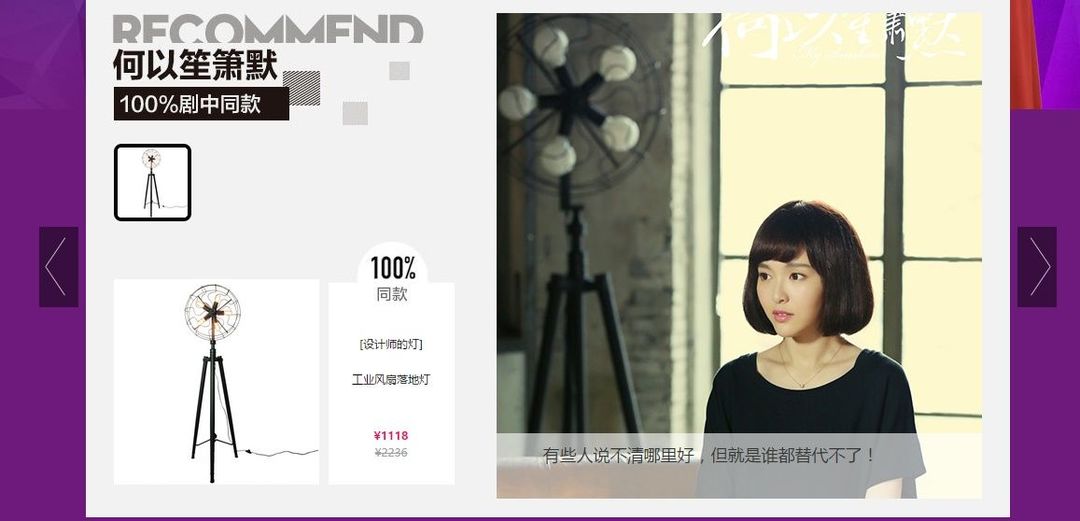 RECOMMEND
何以笙箫默
100%剧中同款
100%
同款
[设计师的灯]
工业风扇落地灯
¥1118
¥2236
何以笙箫默
有些人说不清哪里好，但就是谁都替代不了！